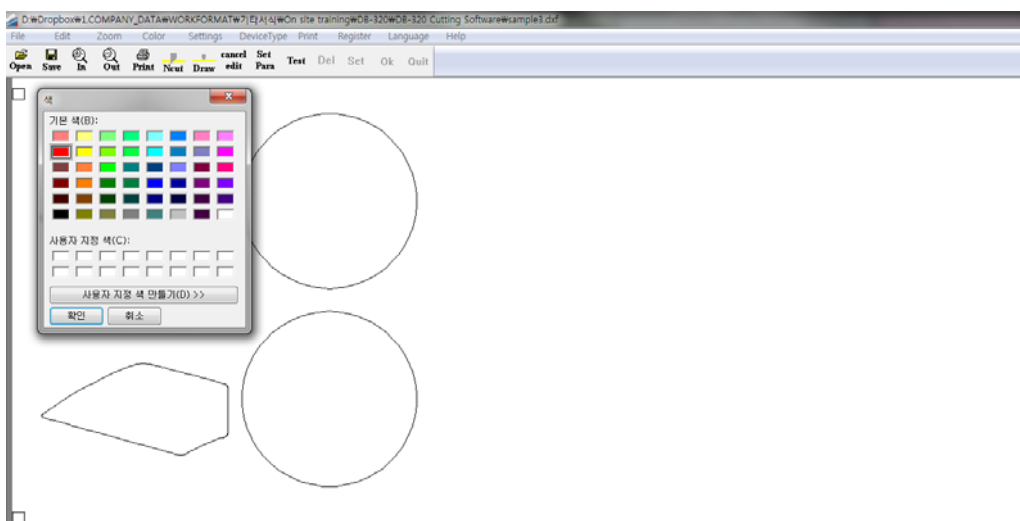 D:₩Dropbox₩1.COMPANY_DATA₩WORKFORMAT₩기타서식₩On site training₩DB-320₩DB-320 Cutting Software₩sample3.dxf
File Edit Zoom Color Settings DeviceType Print Register Language Help
Open Save In Out Print Ncut Draw cancel edit Set Para Test Del Set Ok Quit
색
기본 색(B):
사용자 지정 색(C):
사용자 지정 색 만들기(D) >>
확인 취소